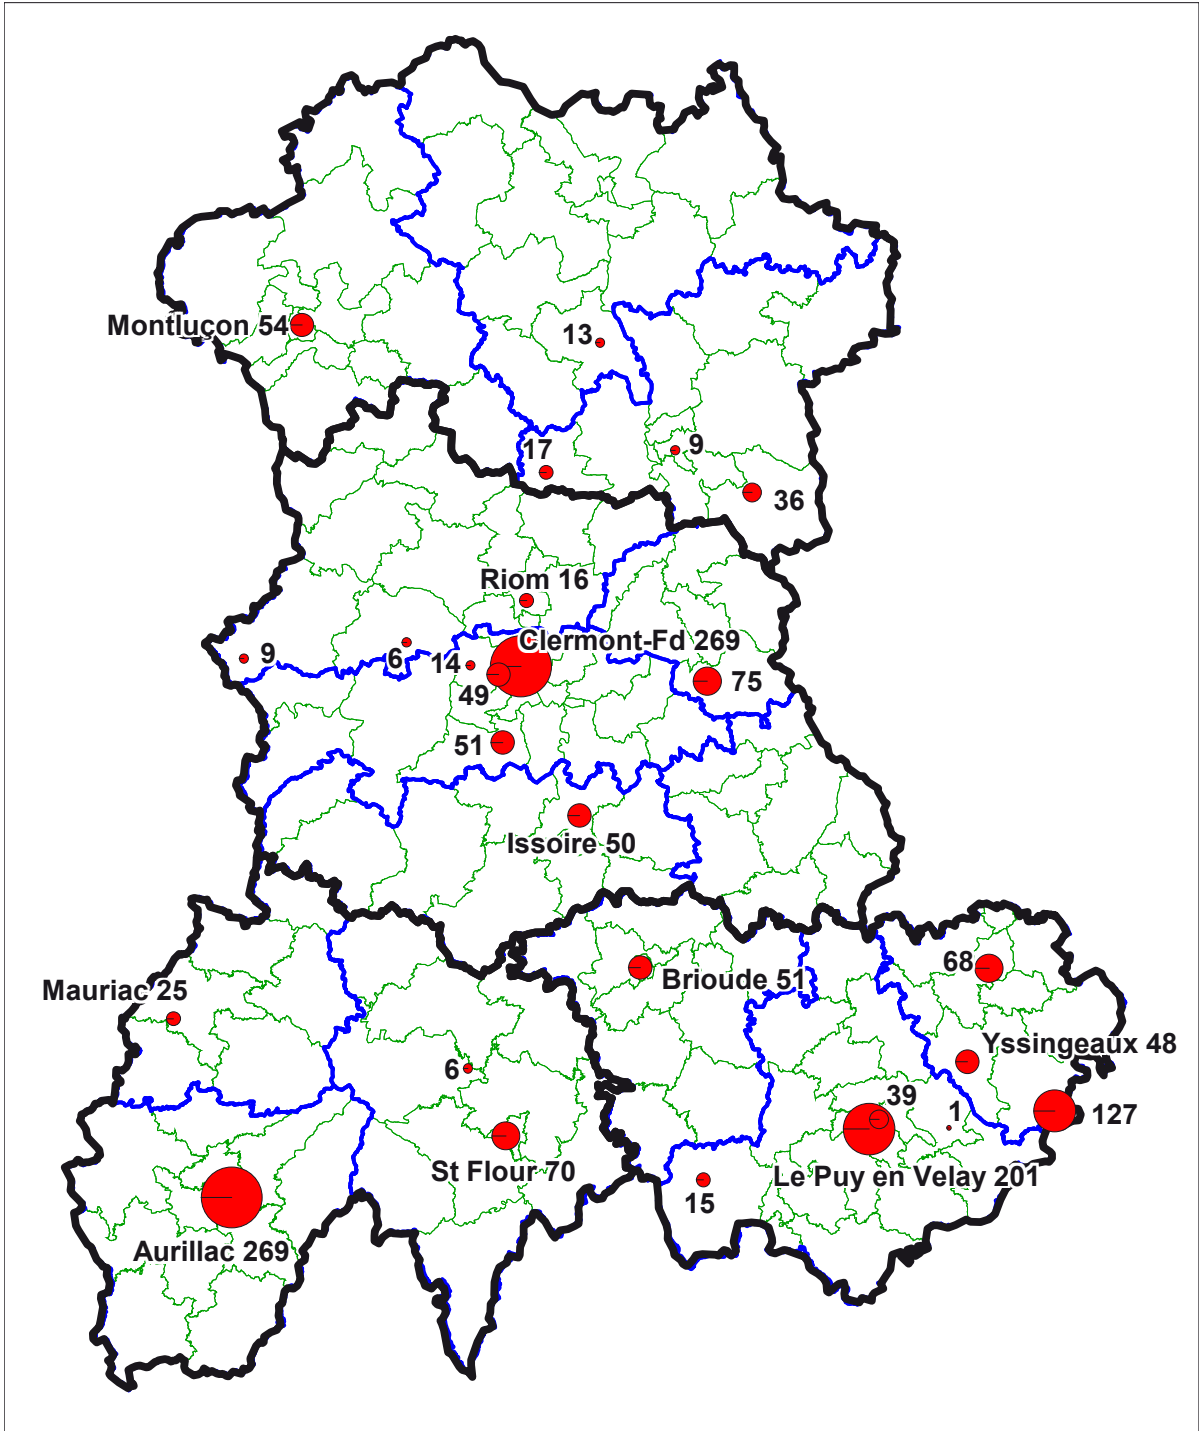 Montluçon 54
13
17
9
36
Riom 16
Clermont-Fd 269
9
6
14
49
75
51
Issoire 50
Mauriac 25
Brioude 51
68
Yssingeaux 48
6
39
1
127
St Flour 70
Le Puy en Velay 201
15
Aurillac 269